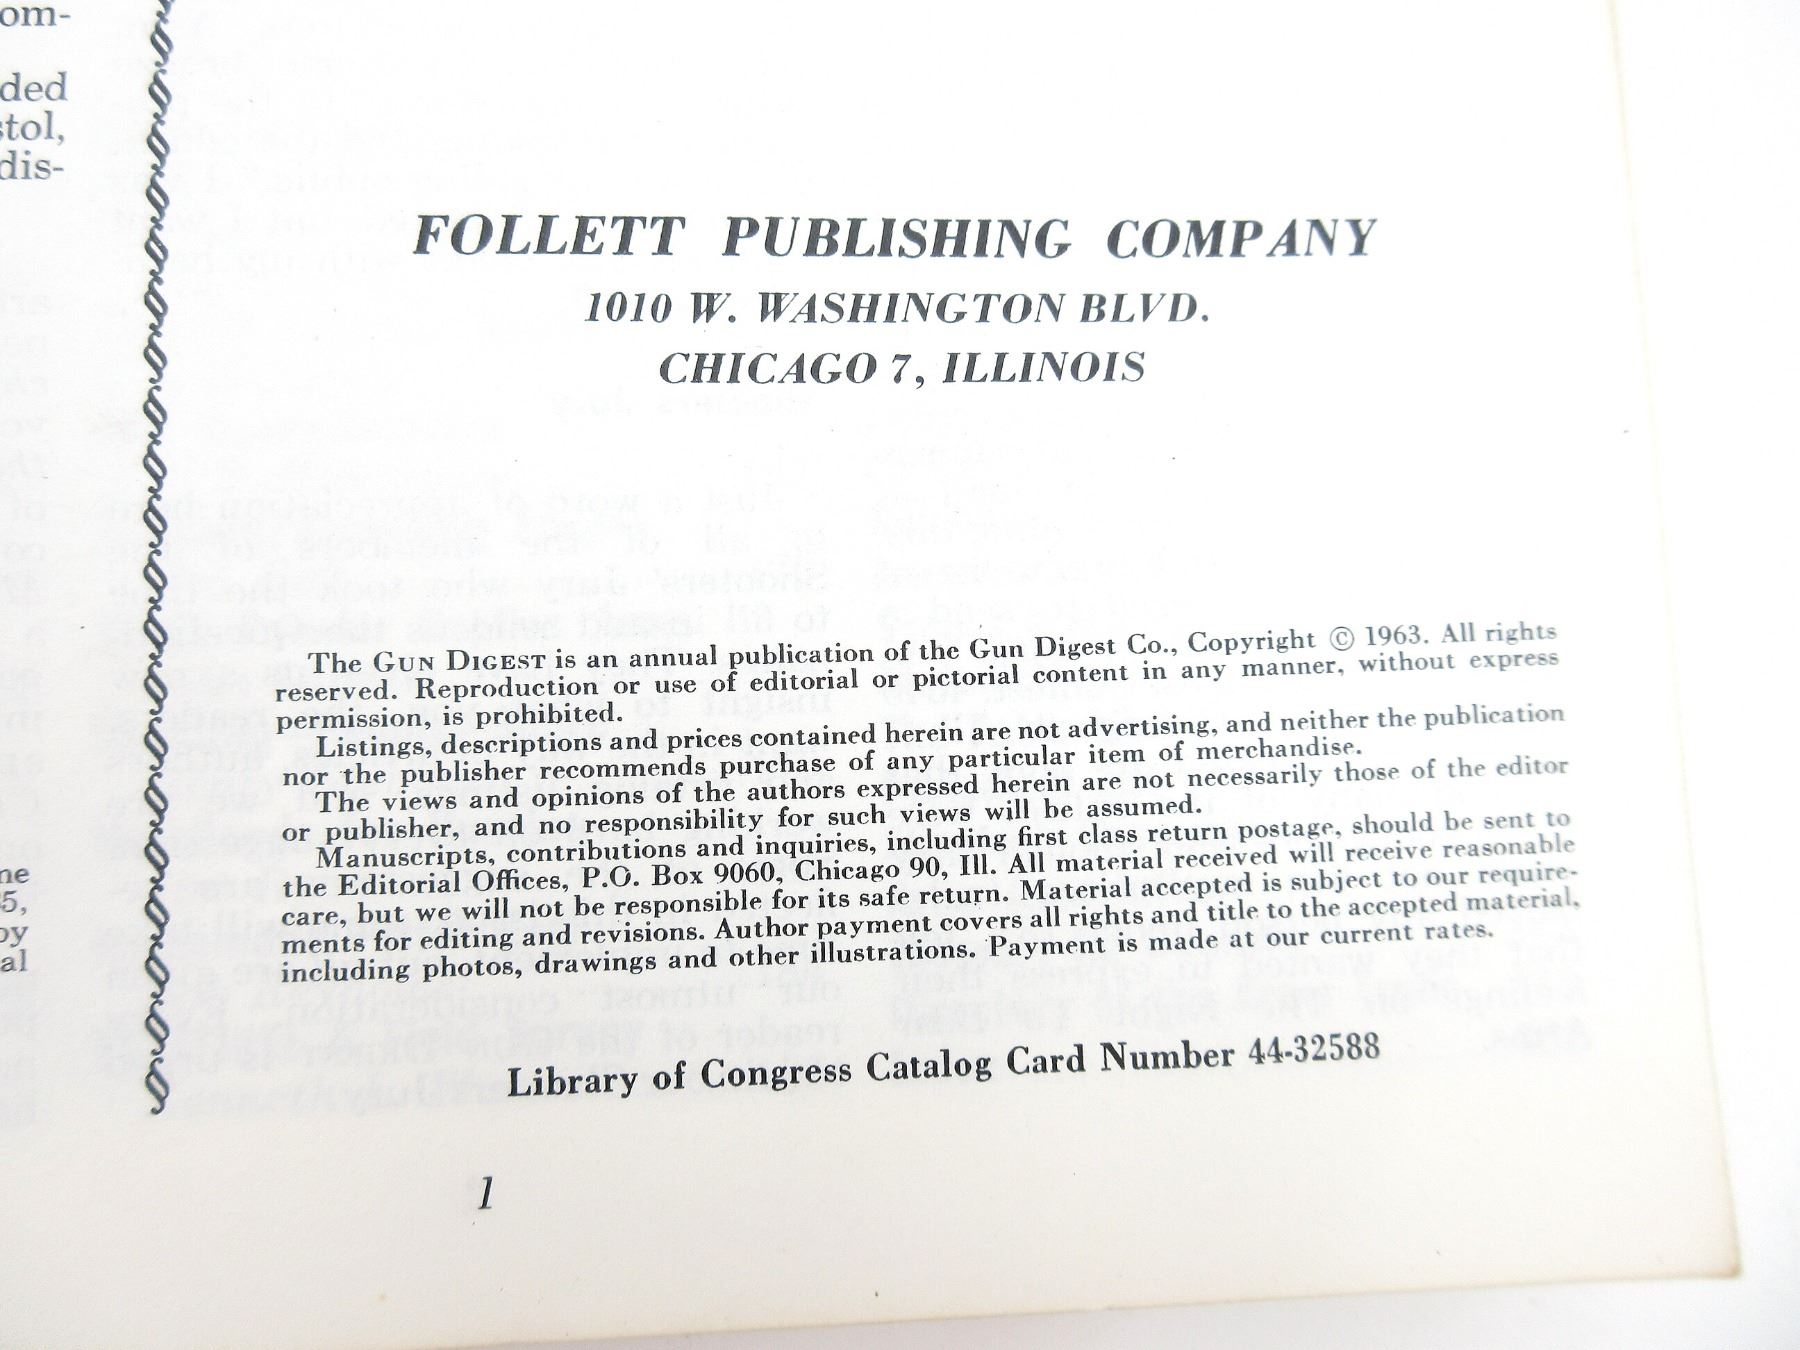 om-
ded
stol,
dis-
ne
5,
by
al
FOLLETT PUBLISHING COMPANY
1010 W. WASHINGTON BLVD.
CHICAGO 7, ILLINOIS
The GUN DIGEST is an annual publication of the Gun Digest Co., Copyright © 1963. All rights
reserved. Reproduction or use of editorial or pictorial content in any manner, without express
permission, is prohibited.
Listings, descriptions and prices contained herein are not advertising, and neither the publication
nor the publisher recommends purchase of any particular item of merchandise.
The views and opinions of the authors expressed herein are not necessarily those of the editor
or publisher, and no responsibility for such views will be assumed.
Manuscripts, contributions and inquiries, including first class return postage, should be sent to
the Editorial Offices, P.O. Box 9060, Chicago 90, Ill. All material received will receive reasonable
care, but we will not be responsible for its safe return. Material accepted is subject to our require-
ments for editing and revisions. Author payment covers all rights and title to the accepted material,
including photos, drawings and other illustrations. Payment is made at our current rates.
Library of Congress Catalog Card Number 44-32588
1